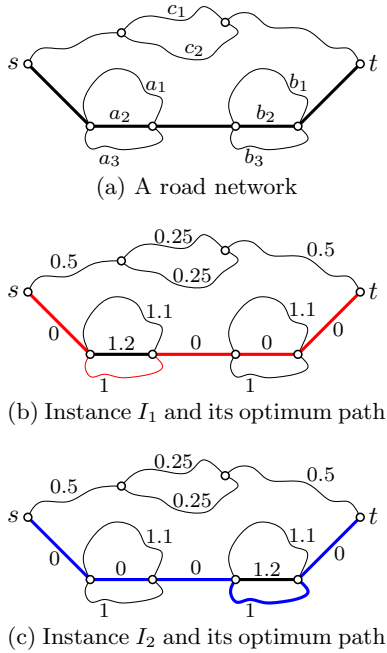 c₁
c₂
s t
a₁ b₁
a₂ b₂
a₃ b₃
(a) A road network
0.25
0.5 0.5
0.25
s t
1.1 1.1
0 1.2 0 0 0
1 1
(b) Instance I₁ and its optimum path
0.25
0.5 0.5
0.25
s t
1.1 1.1
0 0 0 1.2 0
1 1
(c) Instance I₂ and its optimum path